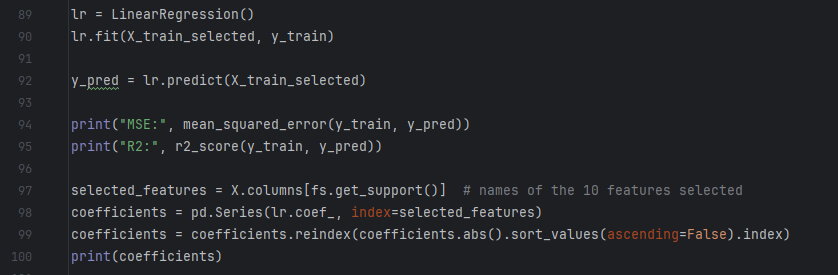 89 lr = LinearRegression()
90 lr.fit(X_train_selected, y_train)
91
92 y_pred = lr.predict(X_train_selected)
93
94 print("MSE:", mean_squared_error(y_train, y_pred))
95 print("R2:", r2_score(y_train, y_pred))
96
97 selected_features = X.columns[fs.get_support()]  # names of the 10 features selected
98 coefficients = pd.Series(lr.coef_, index=selected_features)
99 coefficients = coefficients.reindex(coefficients.abs().sort_values(ascending=False).index)
100 print(coefficients)